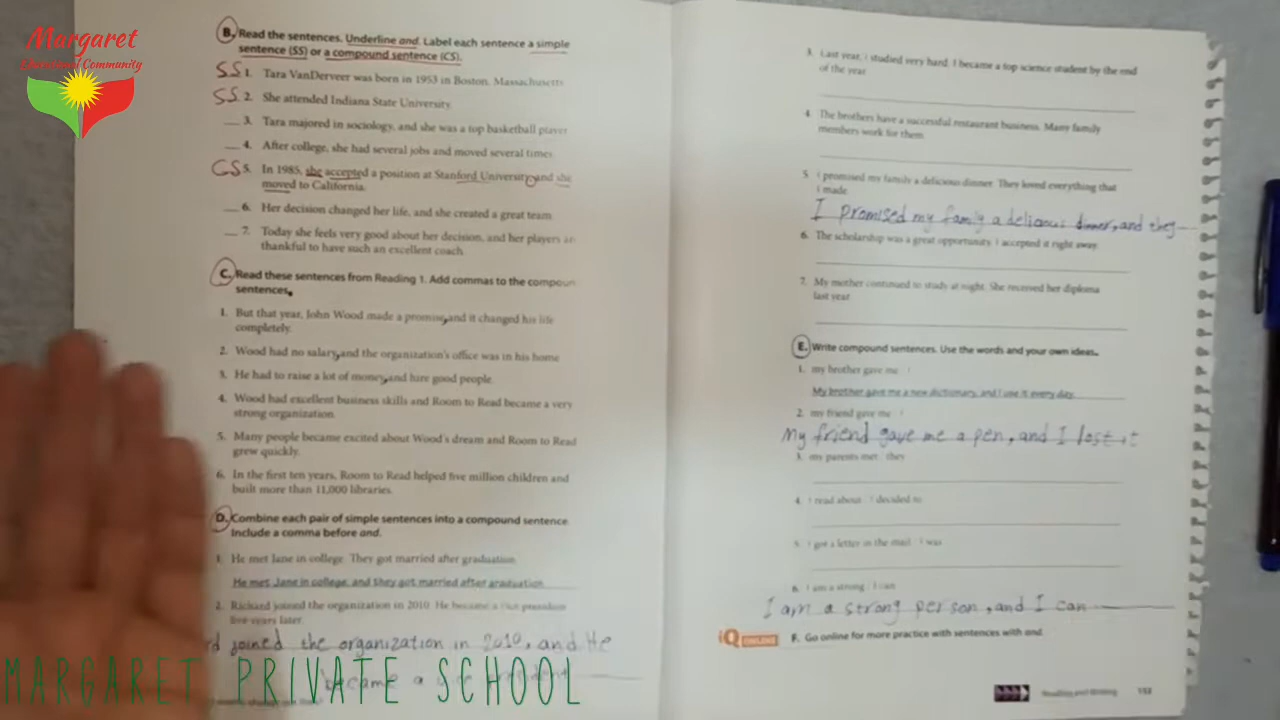 Margaret
Educational Community
B. Read the sentences. Underline and. Label each sentence a simple
sentence (SS) or a compound sentence (CS).
SS 1. Tara VanDerveer was born in 1953 in Boston, Massachusetts
SS 2. She attended Indiana State University.
3. Tara majored in sociology, and she was a top basketball player
4. After college, she had several jobs and moved several times.
CS 5. In 1985, she accepted a position at Stanford University, and she
moved to California.
6. Her decision changed her life, and she created a great team.
7. Today she feels very good about her decision, and her players are
thankful to have such an excellent coach.
C. Read these sentences from Reading 1. Add commas to the compoun
sentences.
1. But that year, John Wood made a promise, and it changed his life
completely.
2. Wood had no salary, and the organization's office was in his home
3. He had to raise a lot of money, and hire good people.
4. Wood had excellent business skills and Room to Read became a very
strong organization.
5. Many people became excited about Wood's dream and Room to Read
grew quickly.
6. In the first ten years, Room to Read helped five million children and
built more than 11,000 libraries.
D. Combine each pair of simple sentences into a compound sentence.
Include a comma before and.
1. He met Jane in college. They got married after graduation.
He met Jane in college, and they got married after graduation.
2. Richard joined the organization in 2010. He became a vice president
five years later.
rd joined the organization in 2010, and He
became a vice president
MARGARET PRIVATE SCHOOL
3. Last year, I studied very hard. I became a top science student by the end
of the year.
4. The brothers have a successful restaurant business. Many family
members work for them.
5. I promised my family a delicious dinner. They loved everything that
I made.
I promised my family a delicious dinner, and they
6. The scholarship was a great opportunity. I accepted it right away.
7. My mother continued to study at night. She received her diploma
last year.
E. Write compound sentences. Use the words and your own ideas.
1. my brother gave me / I
My brother gave me a new dictionary, and I use it every day.
2. my friend gave me / I
My friend gave me a pen, and I lost it
3. my parents met / they
4. I read about / I decided to
5. I got a letter in the mail / I was
6. I am a strong / I can
I am a strong person, and I can
iQ ONLINE F. Go online for more practice with sentences with and.
Reading and Writing 153